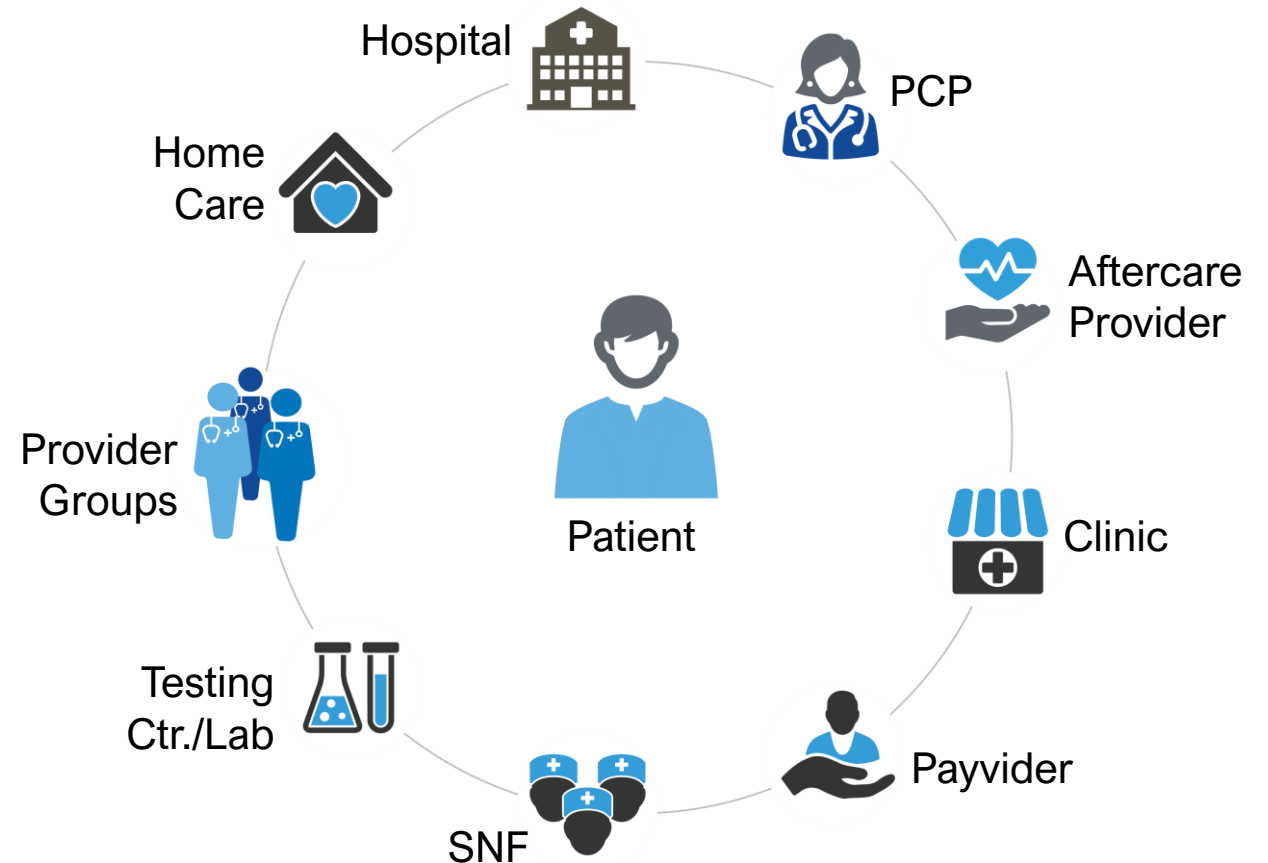 Hospital
PCP
Home
Care
Aftercare
Provider
Provider
Groups
Patient
Clinic
Testing
Ctr./Lab
Payvider
SNF